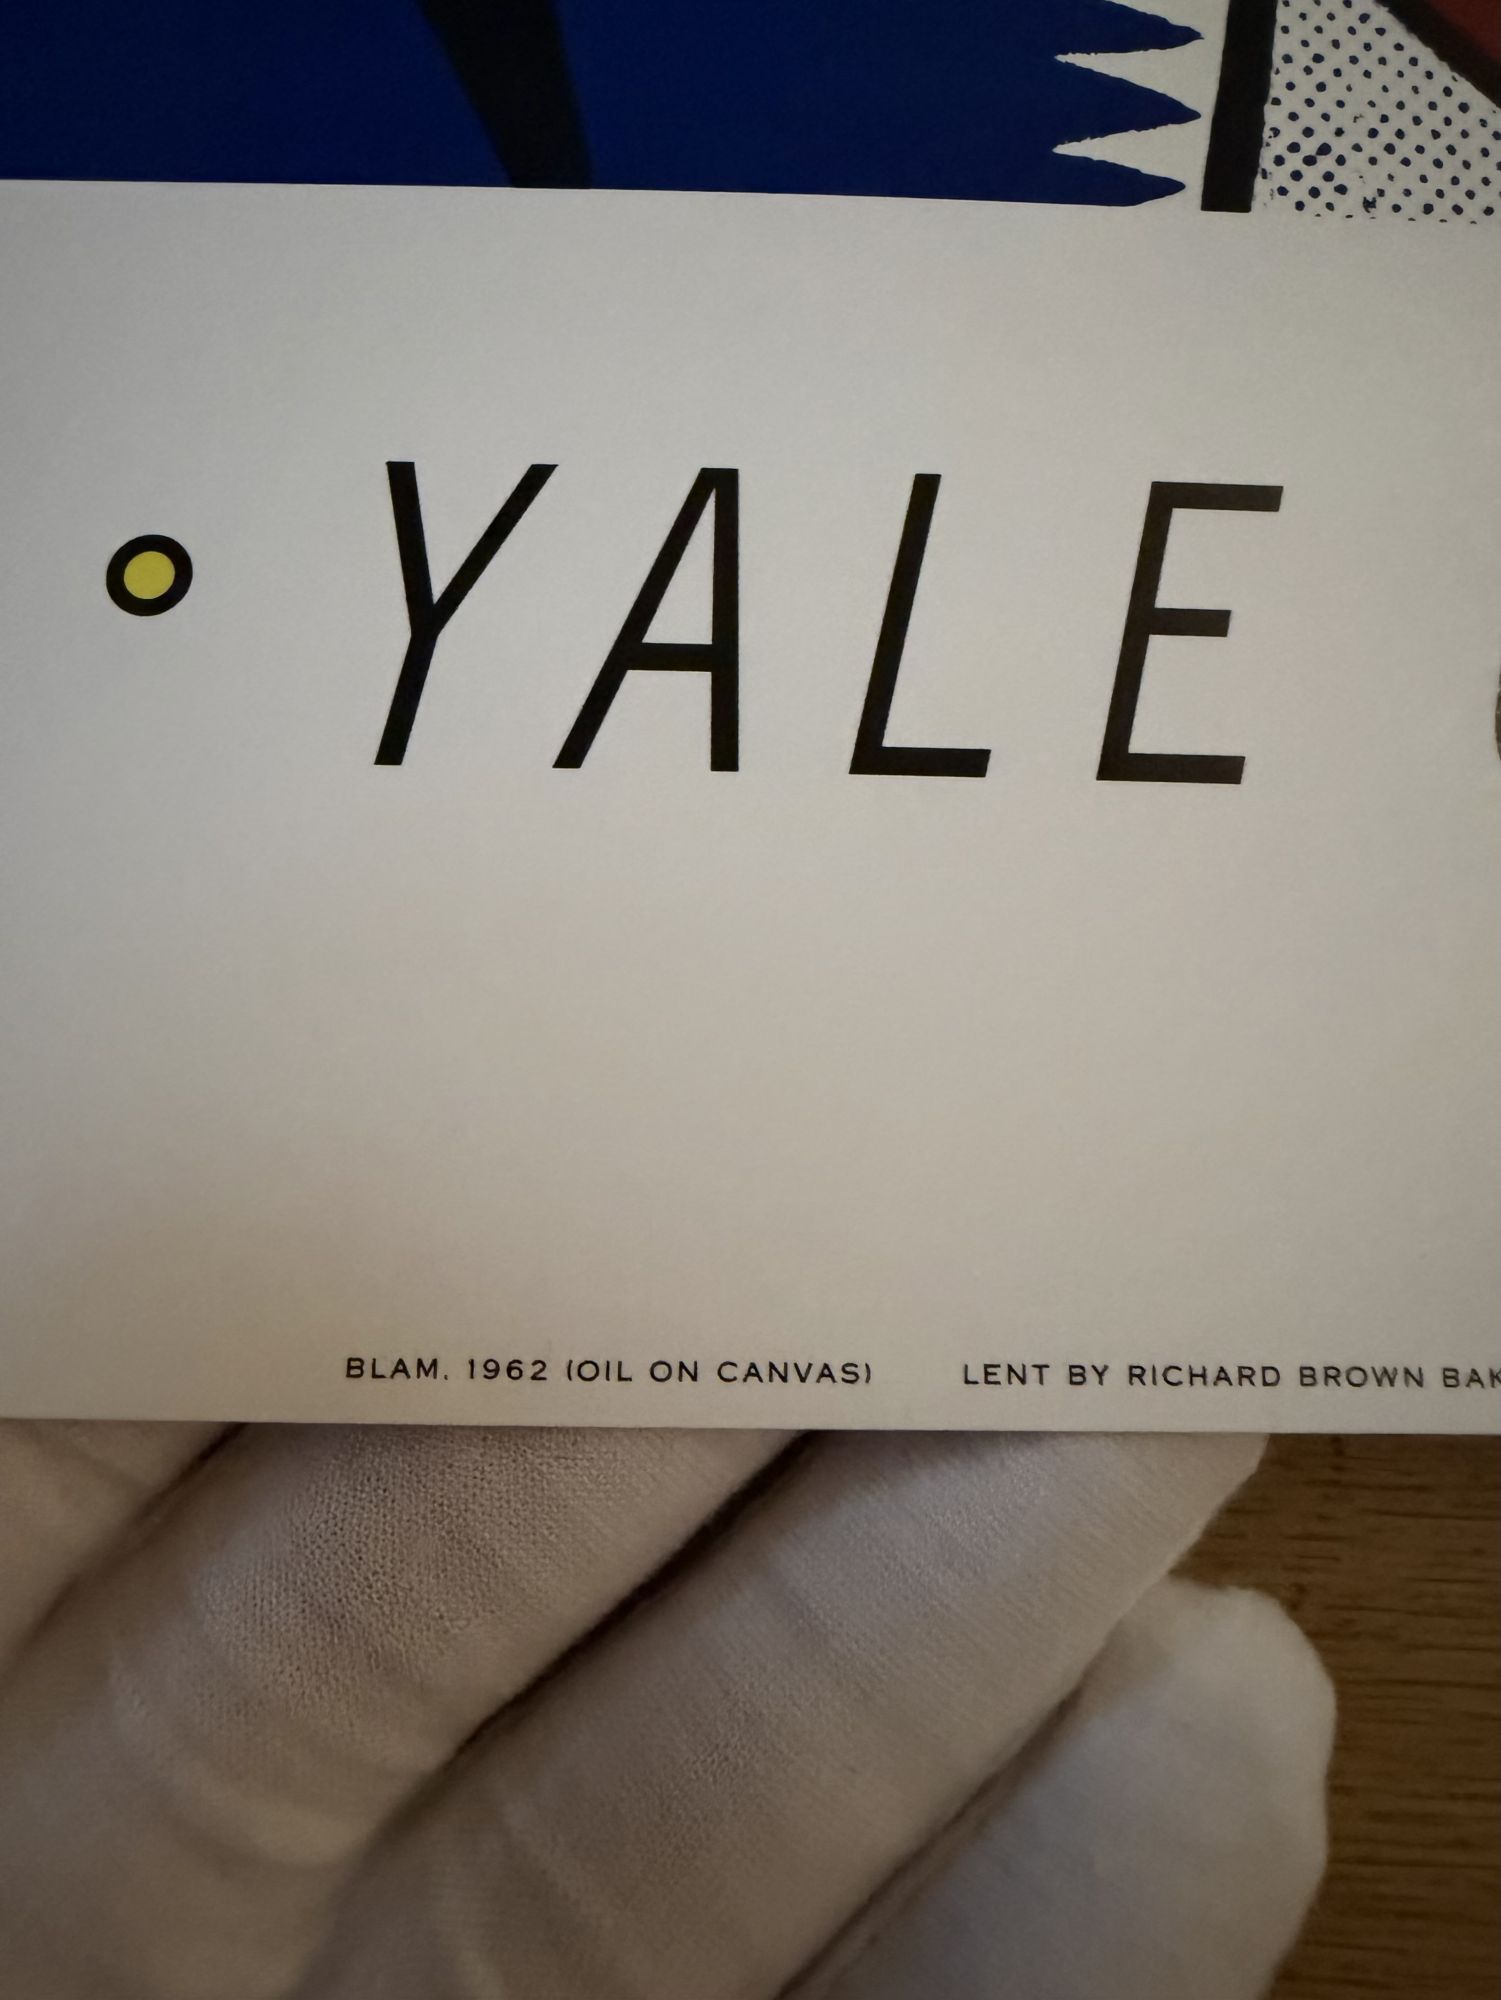 YALE
BLAM. 1962 (OIL ON CANVAS) LENT BY RICHARD BROWN